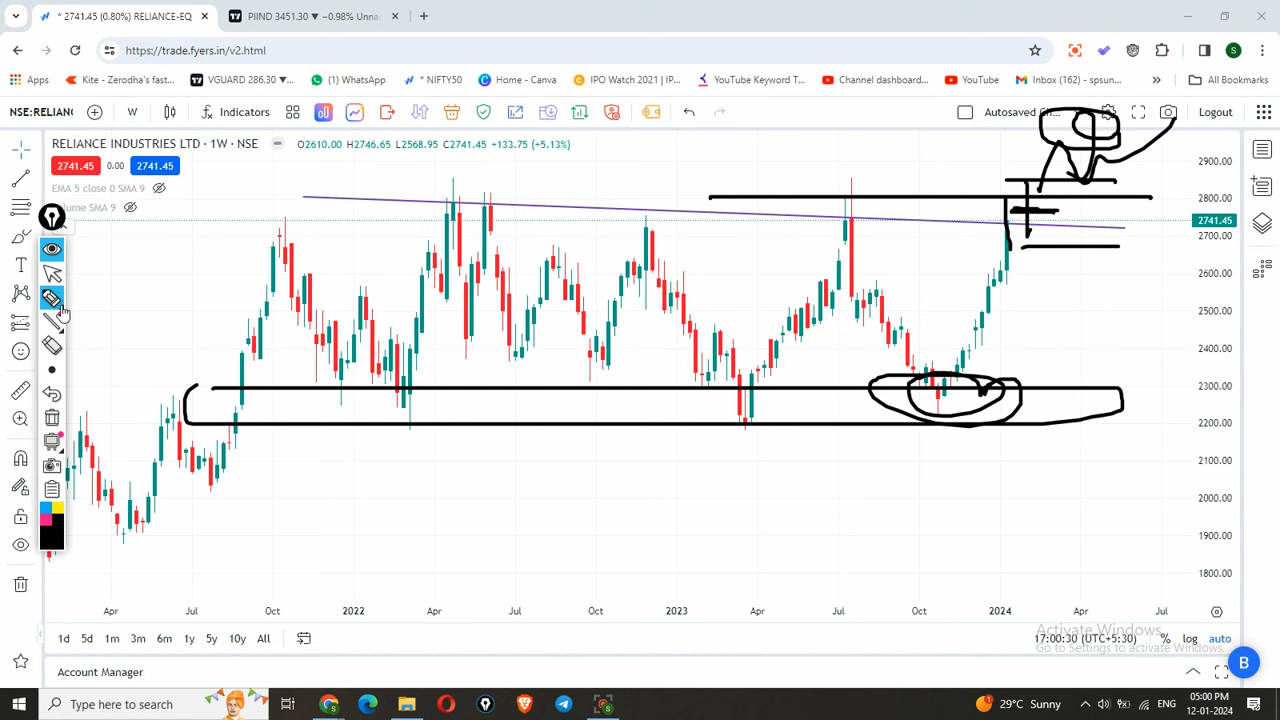 * 2741.45 (0.80%) RELIANCE-EQ
PIIND 3451.30 ▼ −0.98% Unna
https://trade.fyers.in/v2.html
S
Apps
Kite - Zerodha's fast...
VGUARD 286.30 ▼...
(1) WhatsApp
* NIFTY50
Home - Canva
IPO Watch 2021 | IP...
YouTube Keyword T...
Channel dashboard...
YouTube
Inbox (162) - spsun...
All Bookmarks
NSE:RELIANC
W
Indicators
Autosaved Ch...
Logout
RELIANCE INDUSTRIES LTD · 1W · NSE
O2610.00 H2746.65 L2568.95 C2741.45 +133.75 (+5.13%)
2741.45 0.00 2741.45
EMA 5 close 0 SMA 9
lume SMA 9
2900.00
2800.00
2741.45
2700.00
2600.00
2500.00
2400.00
2300.00
2200.00
2100.00
2000.00
1900.00
1800.00
Apr Jul Oct 2022 Apr Jul Oct 2023 Apr Jul Oct 2024 Apr Jul
1d 5d 1m 3m 6m 1y 5y 10y All
17:00:30 (UTC+5:30) % log auto
Activate Windows
Go to Settings to activate Windows.
Account Manager
B
Type here to search
29°C Sunny
ENG
05:00 PM
12-01-2024